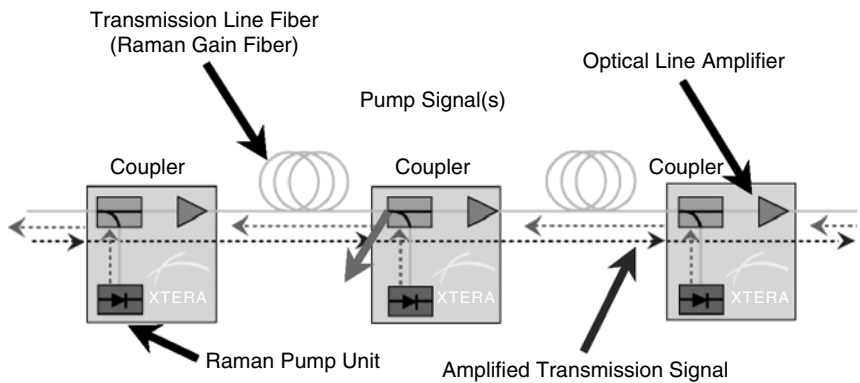 Transmission Line Fiber
(Raman Gain Fiber)
Optical Line Amplifier
Pump Signal(s)
Coupler
Coupler
Coupler
XTERA
XTERA
XTERA
Raman Pump Unit
Amplified Transmission Signal